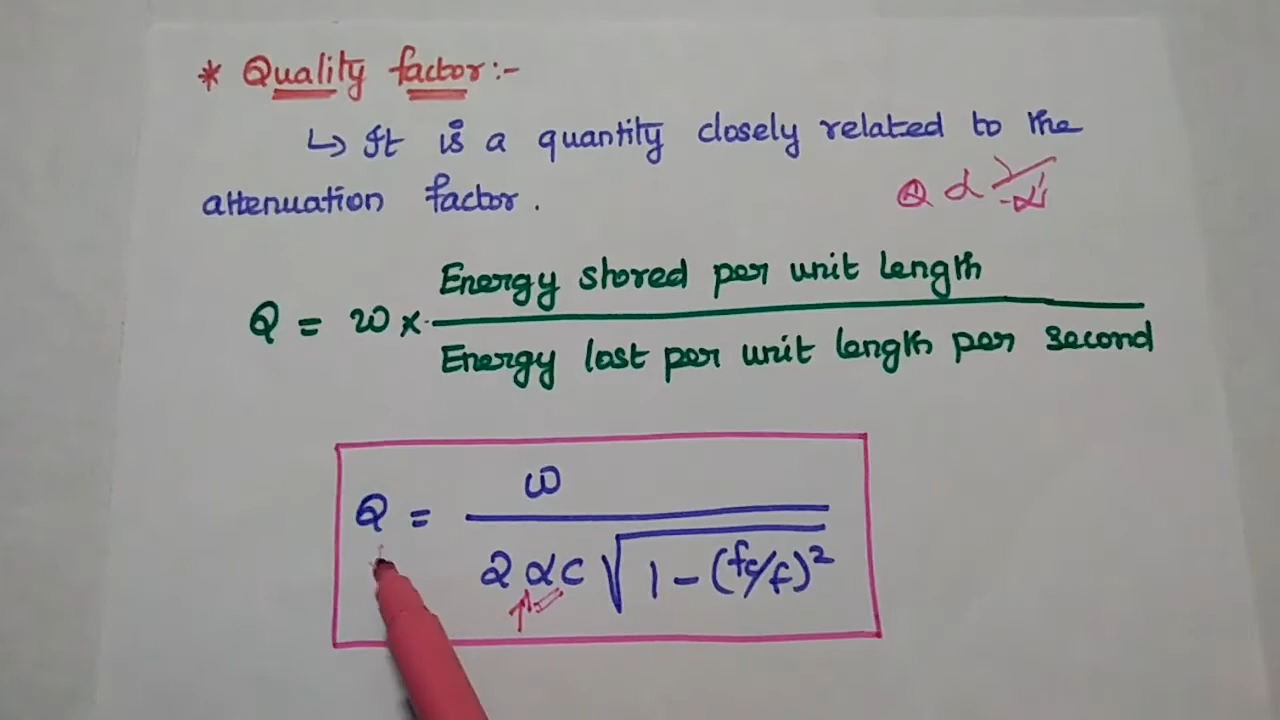 * Quality factor:-
↳ It is a quantity closely related to the
attenuation factor.
Q α 1/α
Q = ω × Energy stored per unit length
Energy lost per unit length per second
Q = ω
2αc √1-(fc/f)²